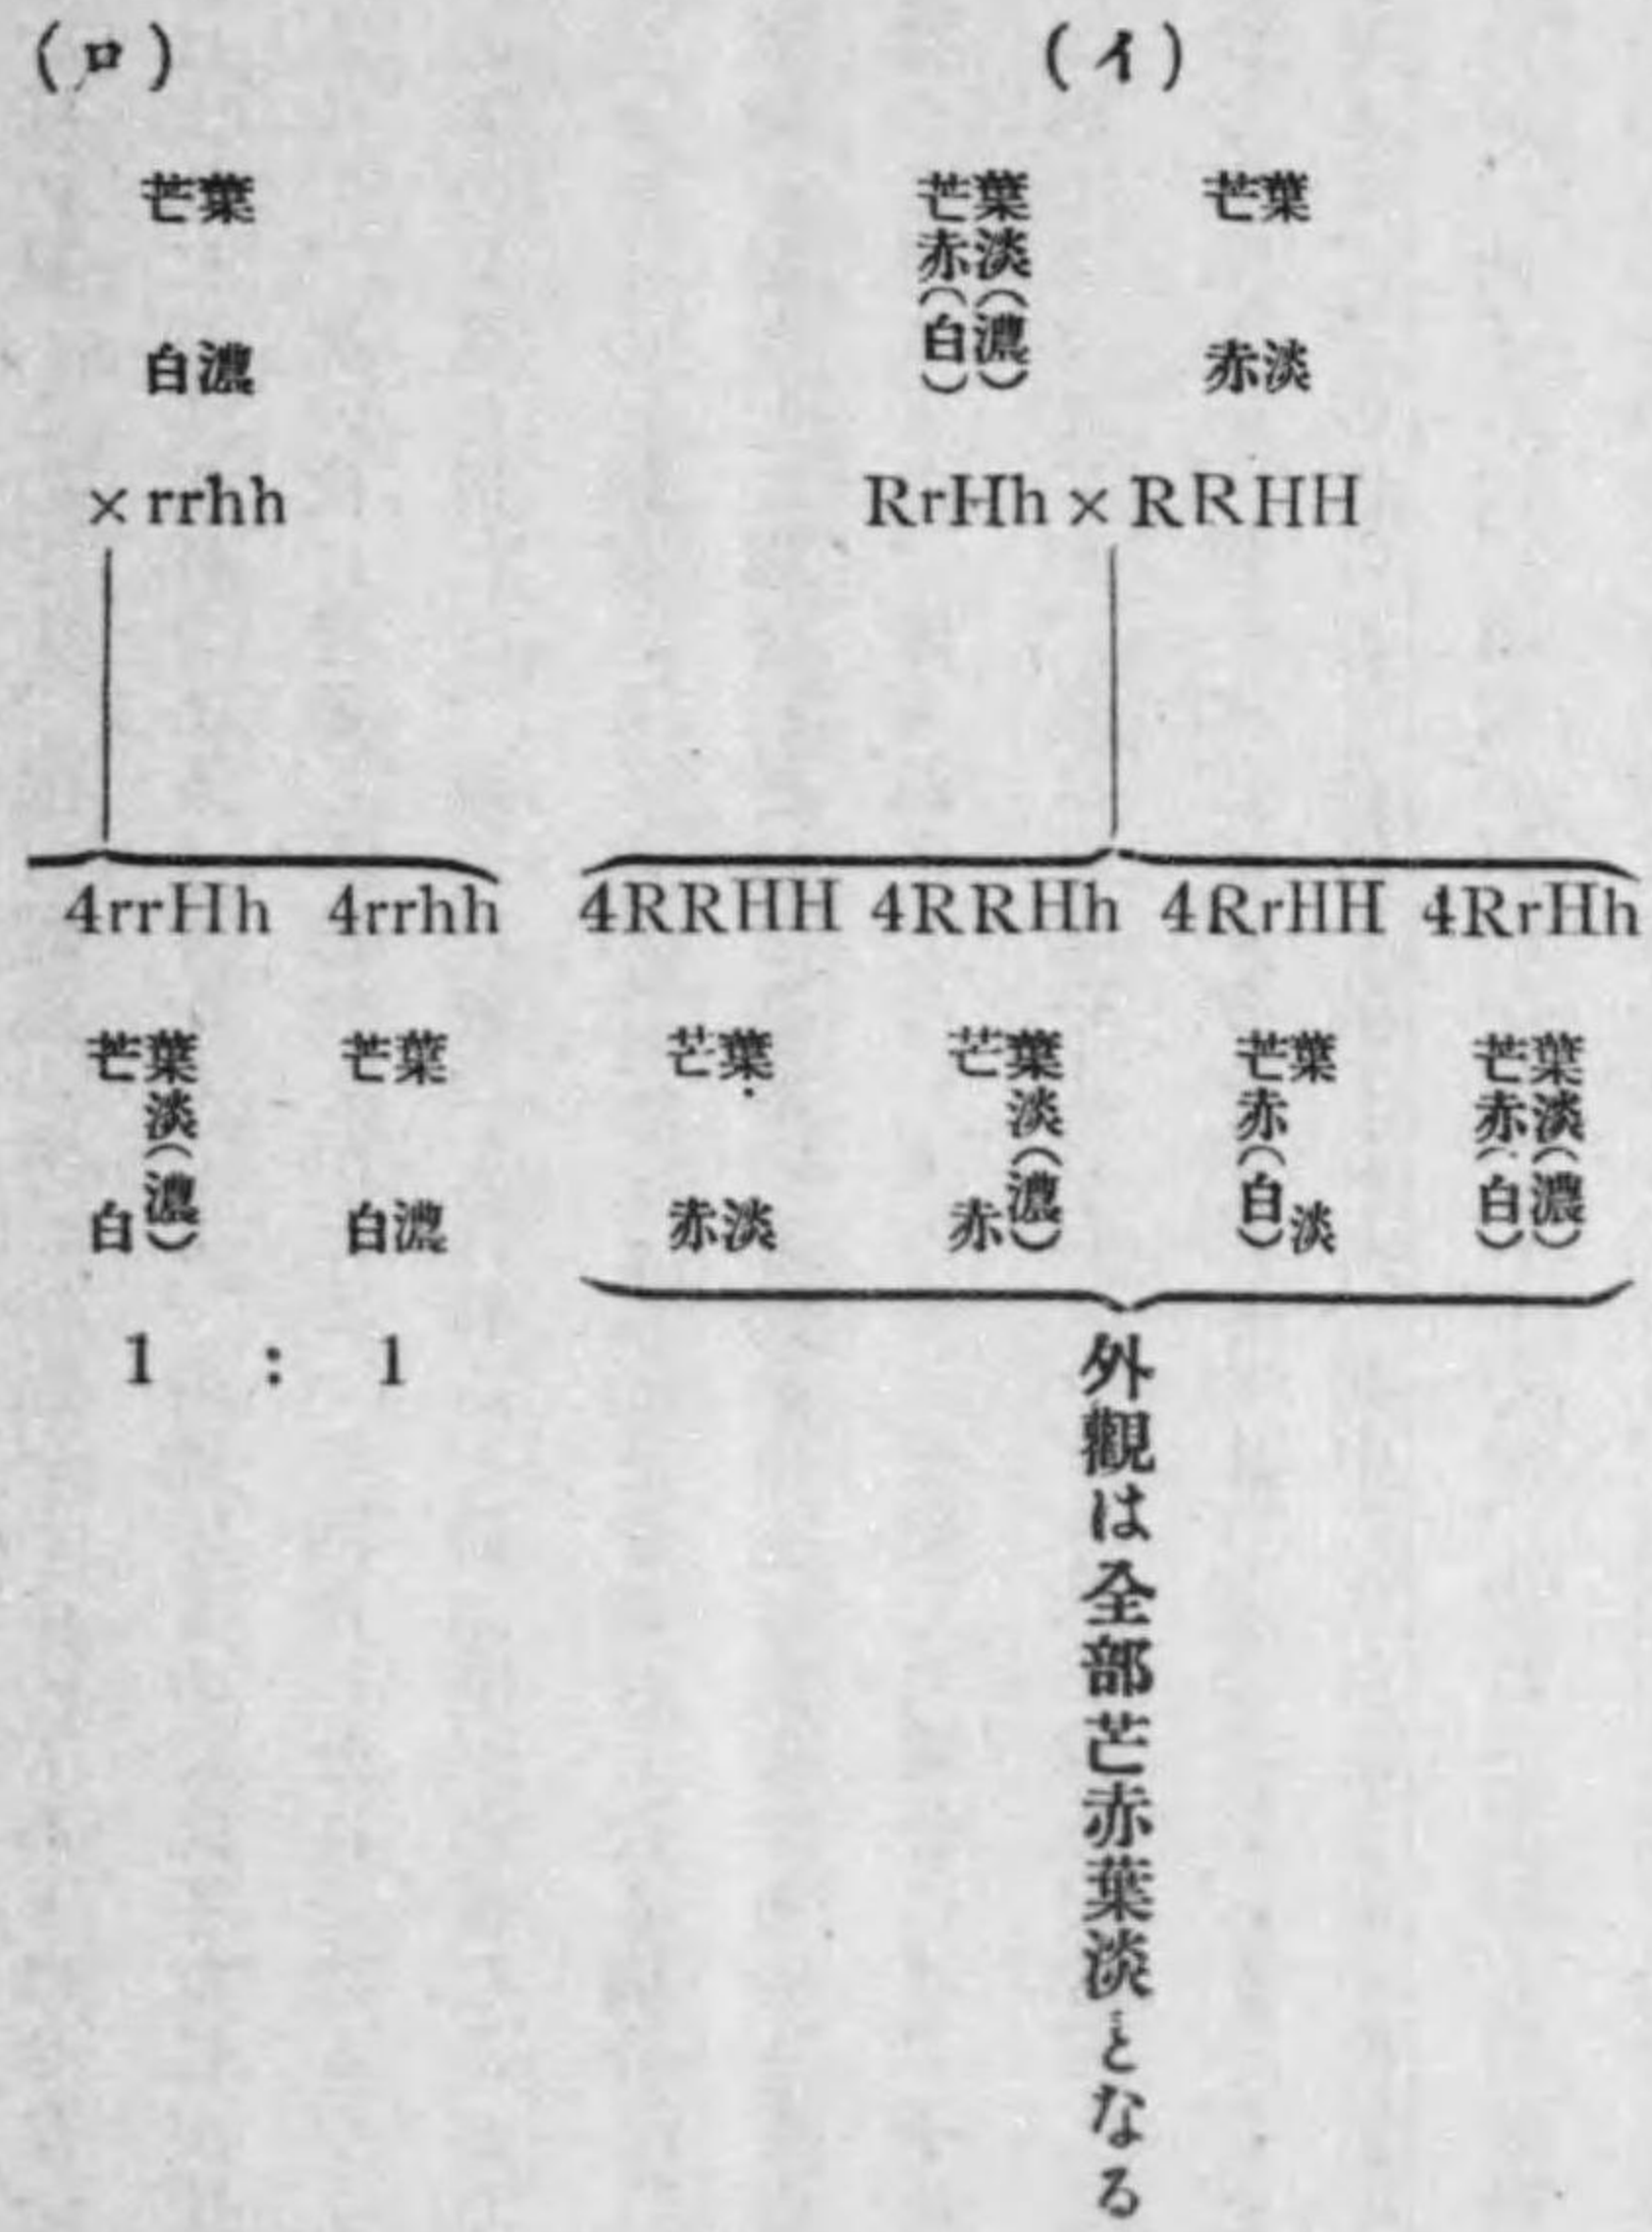 (イ)
葉淡
芒赤
葉淡(濃)
芒赤(白)
RrHh × RRHH
4RRHH 4RRHh 4RrHH 4RrHh
葉淡(濃)
芒赤(白)
葉淡
芒赤(白)
葉淡(濃)
芒赤
葉淡
芒赤
外觀は全部芒赤葉淡となる
(ロ)
葉濃
芒白
× rrhh
4rrHh 4rrhh
葉濃
芒白
葉淡(濃)
芒白
1 : 1